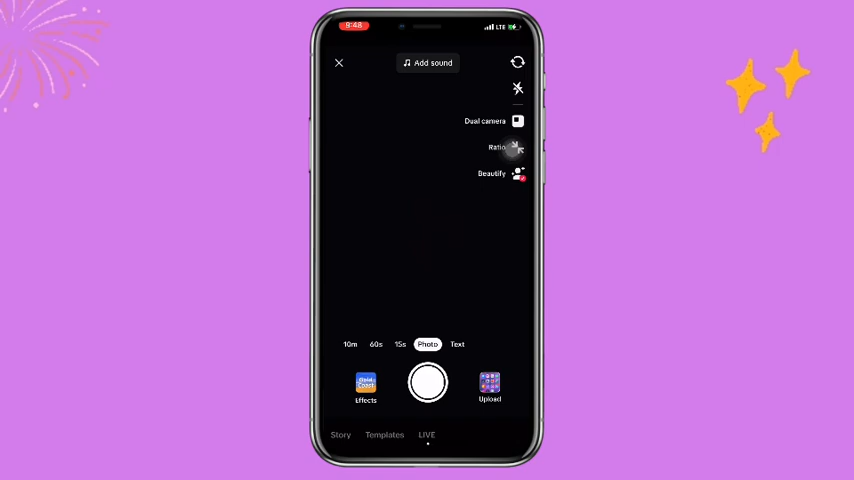 9:48
LTE
Add sound
Dual camera
Ratio
Beautify
10m 60s 15s Photo Text
Effects
Upload
Story Templates LIVE